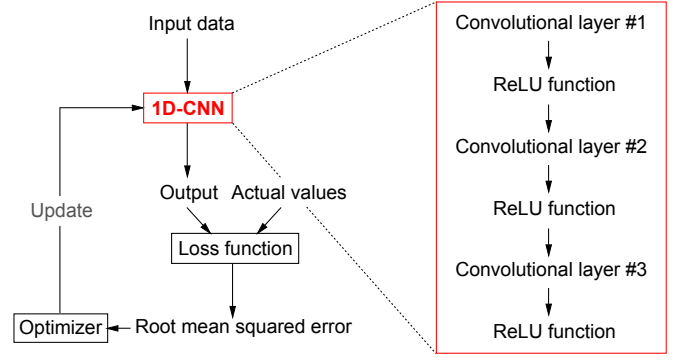 Input data
1D-CNN
Output
Actual values
Update
Loss function
Optimizer
Root mean squared error
Convolutional layer #1
ReLU function
Convolutional layer #2
ReLU function
Convolutional layer #3
ReLU function